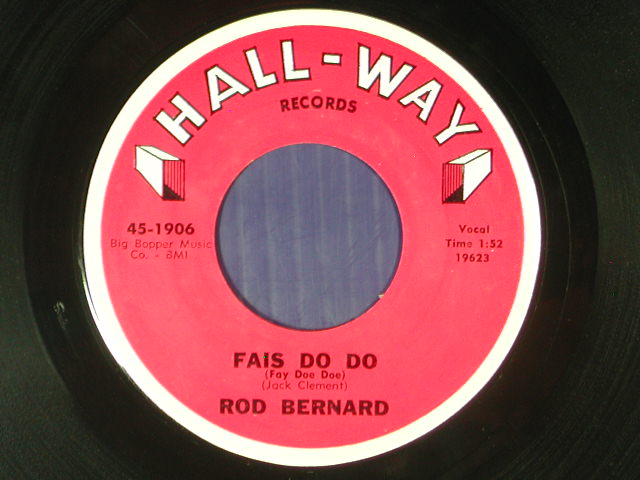 HALL-WAY
RECORDS
45-1906
Big Bopper Music
Co. - BMI
Vocal
Time 1:52
19623
FAIS DO DO
(Fay Doe Doe)
(Jack Clement)
ROD BERNARD